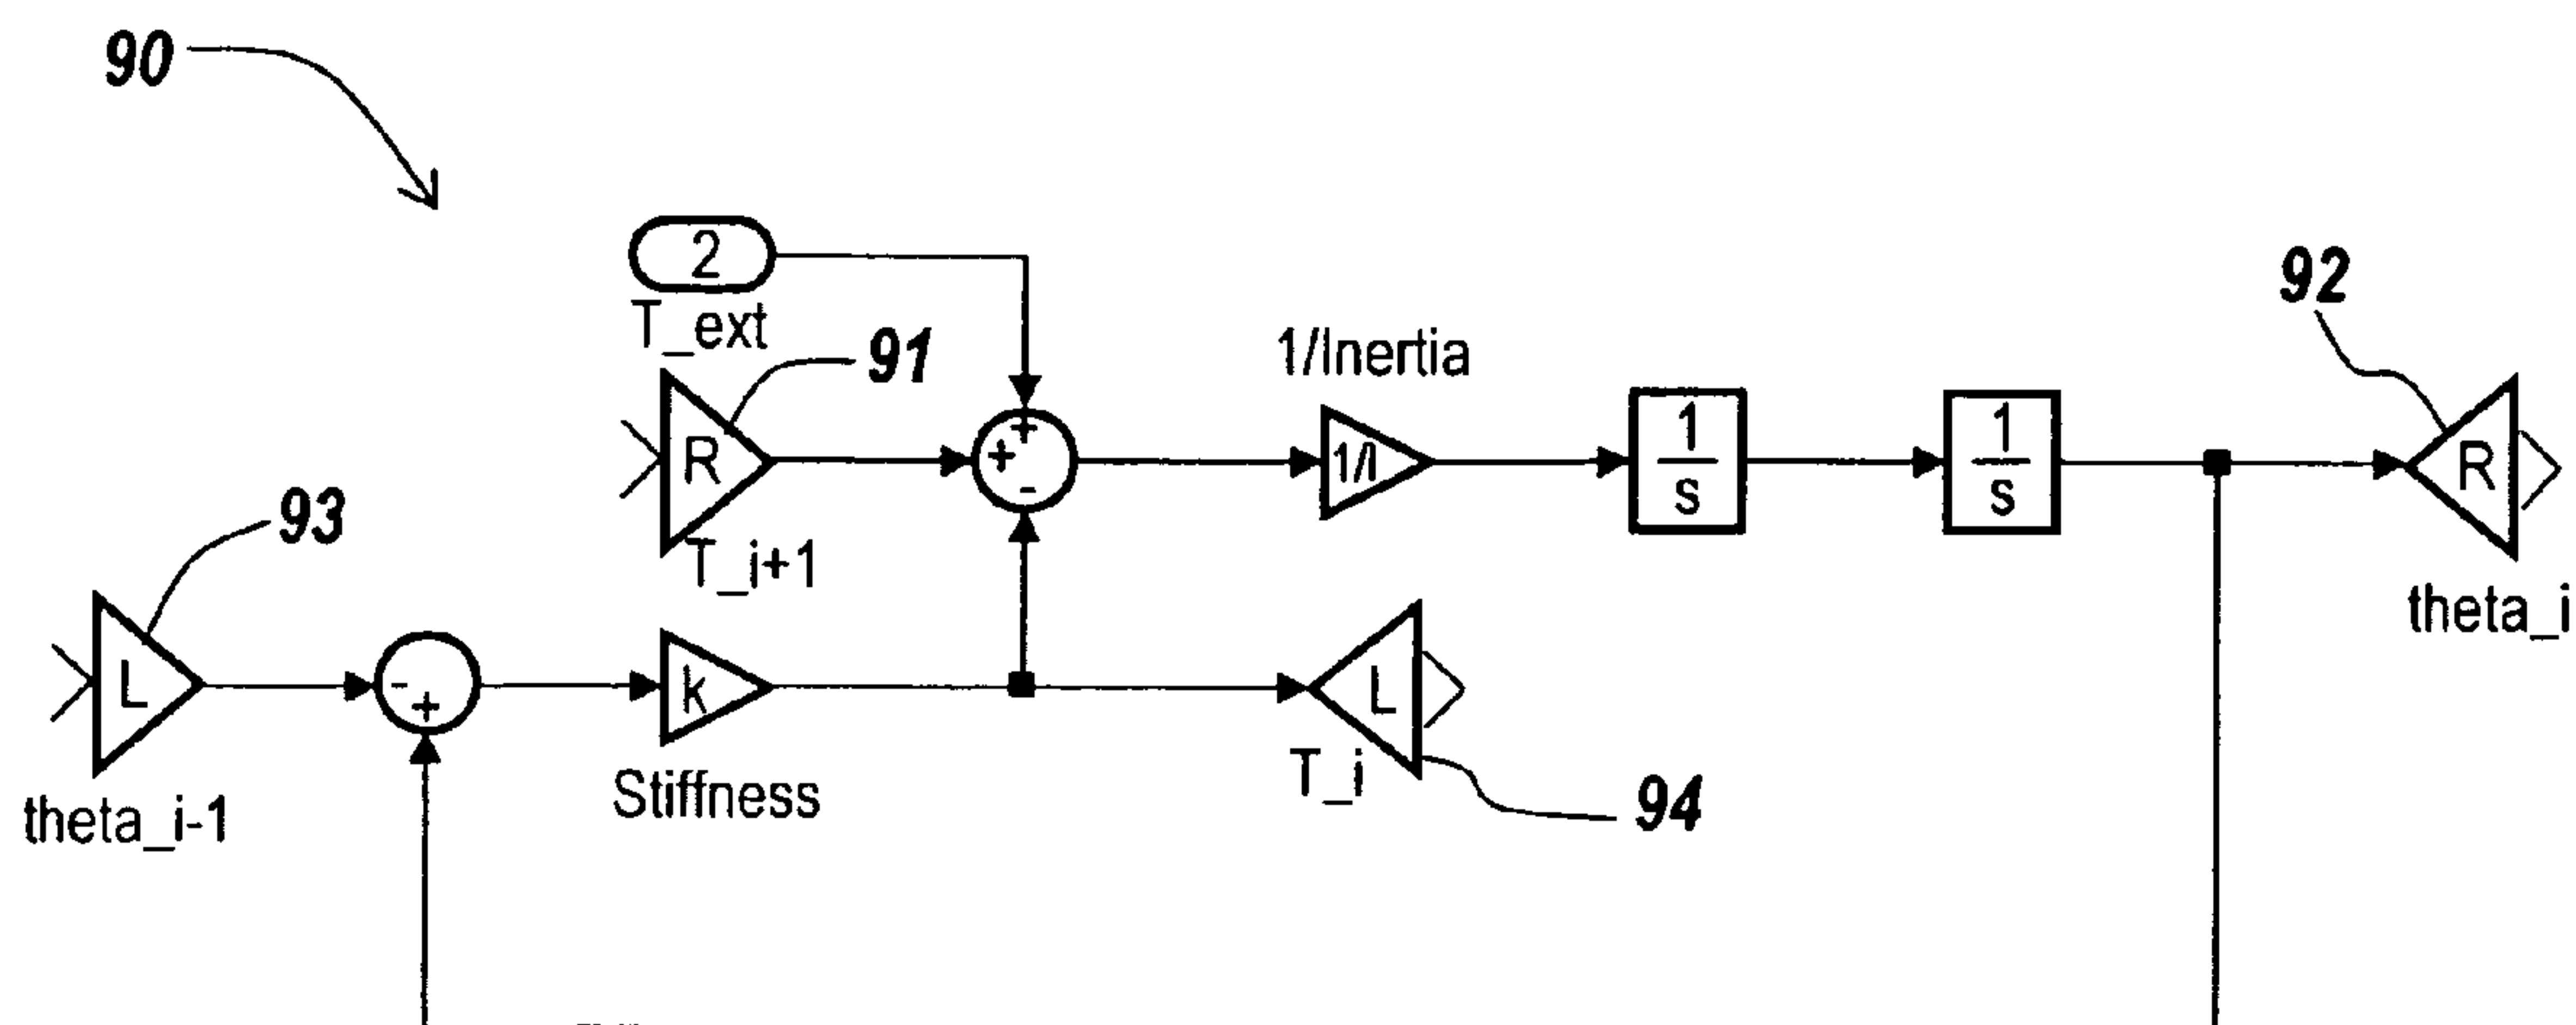 90
2
T_ext
91
92
1/Inertia
R
+
+
-
1/I
1
s
1
s
R
T_i+1
theta_i
93
L
-
+
k
L
theta_i-1
Stiffness
T_i
94